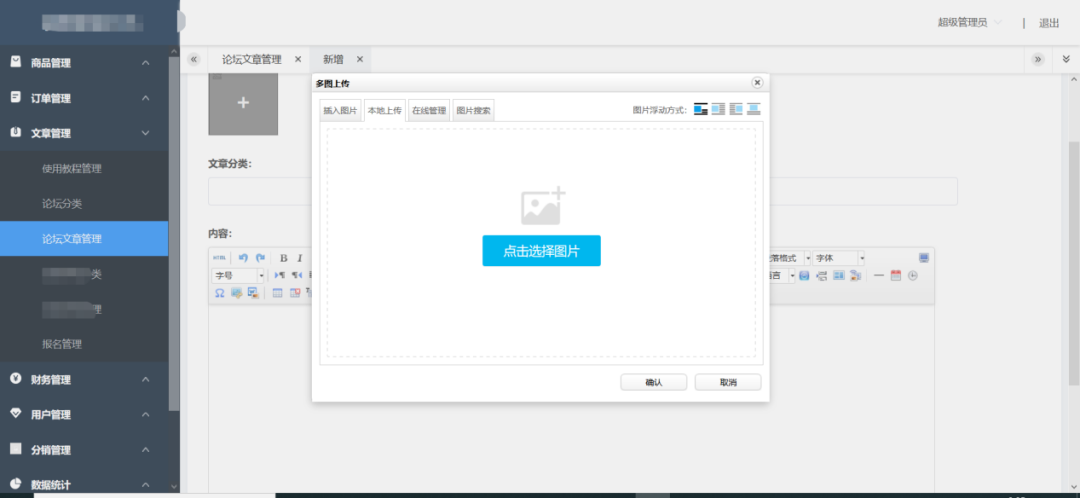 超级管理员
退出
商品管理
订单管理
文章管理
使用教程管理
论坛分类
论坛文章管理
类
理
报名管理
财务管理
用户管理
分销管理
数据统计
论坛文章管理
新增
多图上传
插入图片 本地上传 在线管理 图片搜索
图片浮动方式:
点击选择图片
确认
取消
文章分类:
内容:
HTML B I 落格式 字体
字号